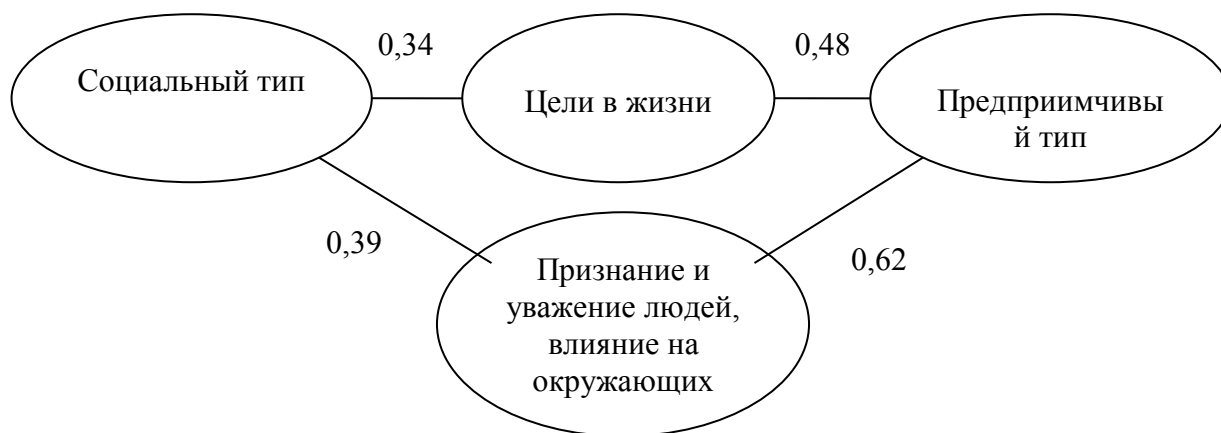 0,34
0,48
Социальный тип
Цели в жизни
Предприимчивы
й тип
0,39
0,62
Признание и
уважение людей,
влияние на
окружающих